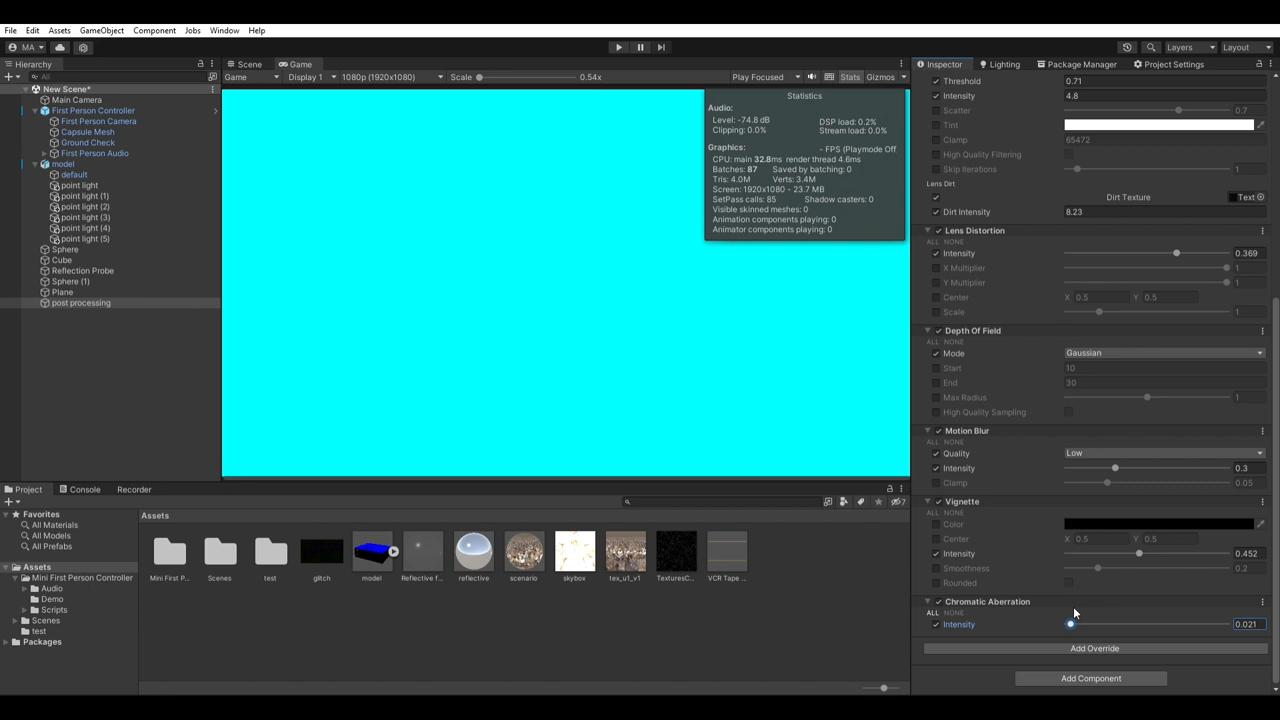 File Edit Assets GameObject Component Jobs Window Help
MA Layers Layout
Hierarchy
All
New Scene*
Main Camera
First Person Controller
First Person Camera
Capsule Mesh
Ground Check
First Person Audio
model
default
point light
point light (1)
point light (2)
point light (3)
point light (4)
point light (5)
Sphere
Cube
Reflection Probe
Sphere (1)
Plane
post processing
Scene Game
Game Display 1 1080p (1920x1080) Scale 0.54x Play Focused Stats Gizmos
Statistics
Audio:
Level: -74.8 dB DSP load: 0.2%
Clipping: 0.0% Stream load: 0.0%
Graphics: - FPS (Playmode Off
CPU: main 32.8ms render thread 4.6ms
Batches: 87 Saved by batching: 0
Tris: 4.0M Verts: 3.4M
Screen: 1920x1080 - 23.7 MB
SetPass calls: 85 Shadow casters: 0
Visible skinned meshes: 0
Animation components playing: 0
Animator components playing: 0
Inspector Lighting Package Manager Project Settings
Threshold 0.71
Intensity 4.8
Scatter 0.7
Tint
Clamp 65472
High Quality Filtering
Skip Iterations 1
Lens Dirt
Dirt Texture Text
Dirt Intensity 8.23
Lens Distortion
ALL NONE
Intensity 0.369
X Multiplier 1
Y Multiplier 1
Center X 0.5 Y 0.5
Scale 1
Depth Of Field
ALL NONE
Mode Gaussian
Start 10
End 30
Max Radius 1
High Quality Sampling
Motion Blur
ALL NONE
Quality Low
Intensity 0.3
Clamp 0.05
Vignette
ALL NONE
Color
Center X 0.5 Y 0.5
Intensity 0.452
Smoothness 0.2
Rounded
Chromatic Aberration
ALL NONE
Intensity 0.021
Add Override
Add Component
Project Console Recorder
7
Favorites
All Materials
All Models
All Prefabs
Assets
Mini First Person Controller
Audio
Demo
Scripts
Scenes
test
Packages
Assets
Mini First P... Scenes test glitch model Reflective f... reflective scenario skybox tex_u1_v1 TexturesC... VCR Tape ...